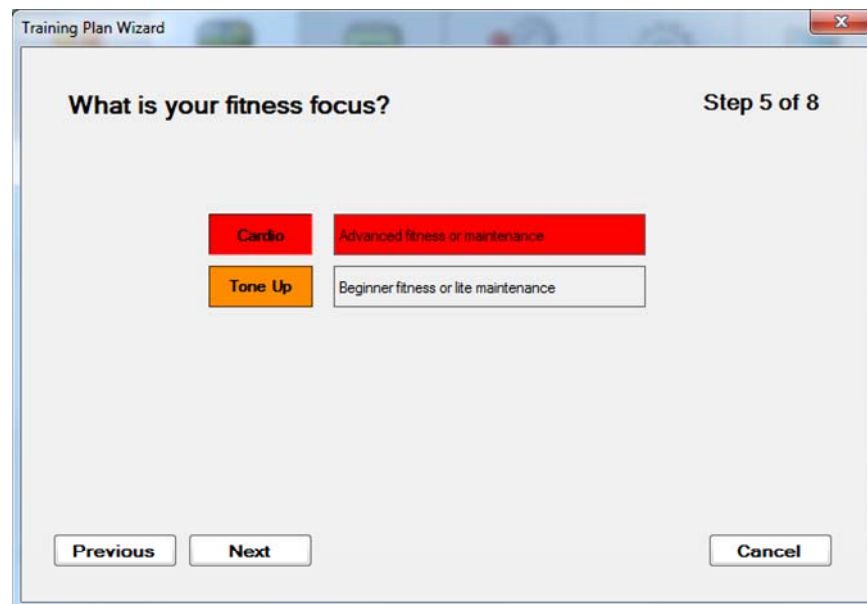 Training Plan Wizard
What is your fitness focus?
Step 5 of 8
Cardio
Advanced fitness or maintenance
Tone Up
Beginner fitness or lite maintenance
Previous
Next
Cancel